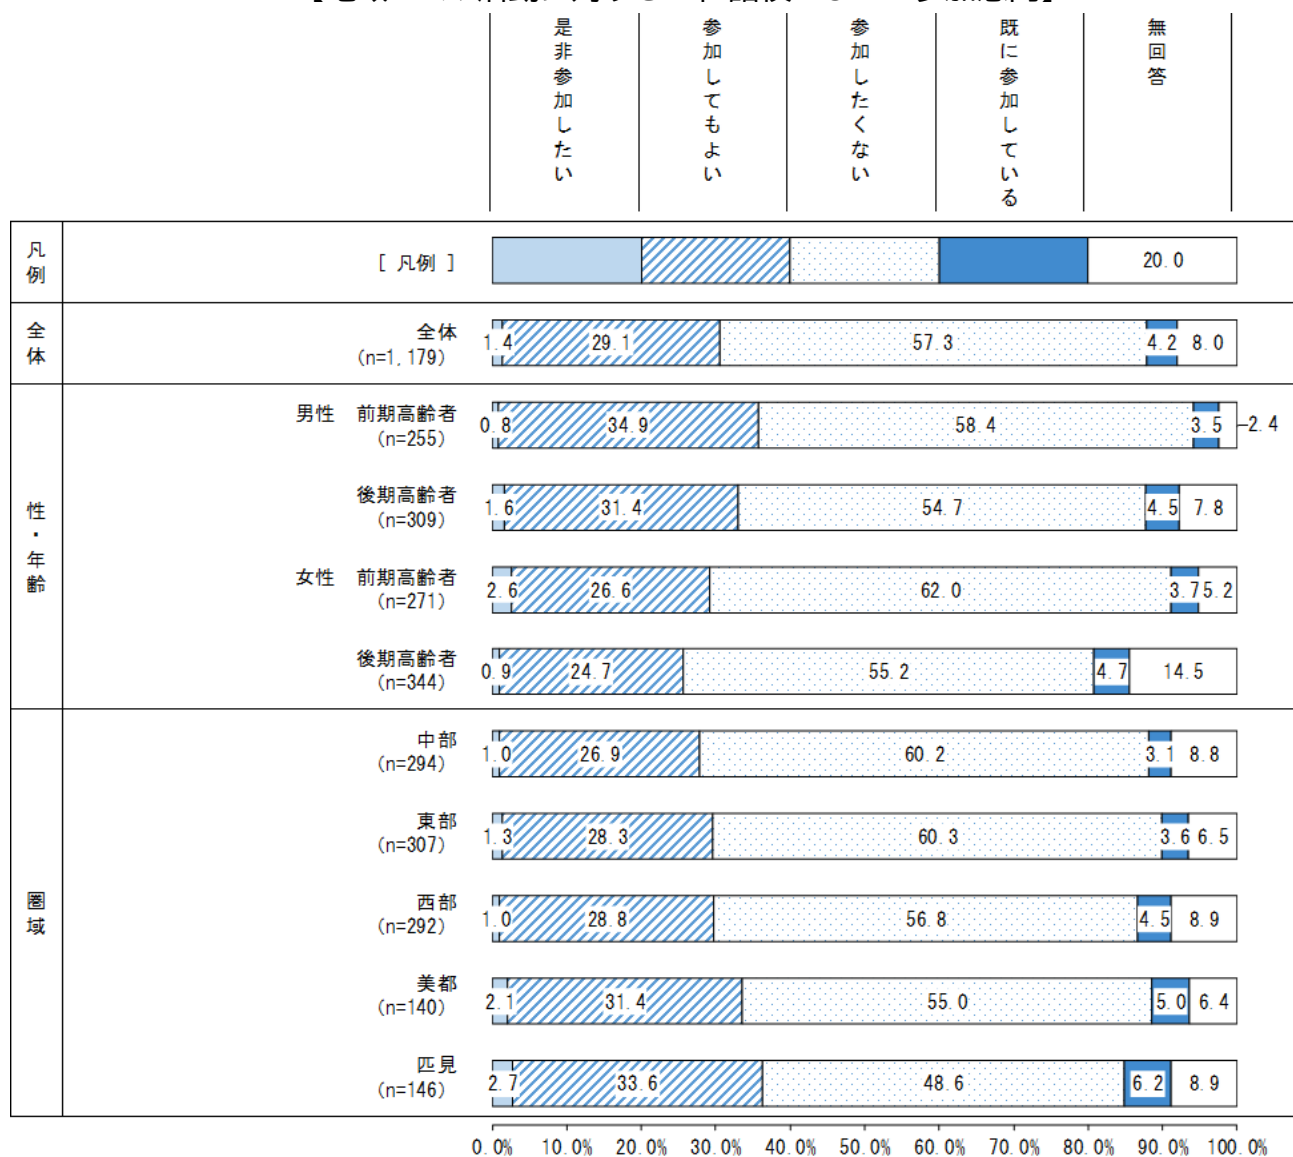 是非参加したい
参加してもよい
参加したくない
既に参加している
無回答
凡例
[ 凡例 ]
20.0
全体
全体
(n=1,179)
1.4 29.1 57.3 4.2 8.0
性・年齢
男性 前期高齢者
(n=255)
0.8 34.9 58.4 3.5 2.4
後期高齢者
(n=309)
1.6 31.4 54.7 4.5 7.8
女性 前期高齢者
(n=271)
2.6 26.6 62.0 3.7 5.2
後期高齢者
(n=344)
0.9 24.7 55.2 4.7 14.5
圏域
中部
(n=294)
1.0 26.9 60.2 3.1 8.8
東部
(n=307)
1.3 28.3 60.3 3.6 6.5
西部
(n=292)
1.0 28.8 56.8 4.5 8.9
美都
(n=140)
2.1 31.4 55.0 5.0 6.4
匹見
(n=146)
2.7 33.6 48.6 6.2 8.9
0.0% 10.0% 20.0% 30.0% 40.0% 50.0% 60.0% 70.0% 80.0% 90.0% 100.0%